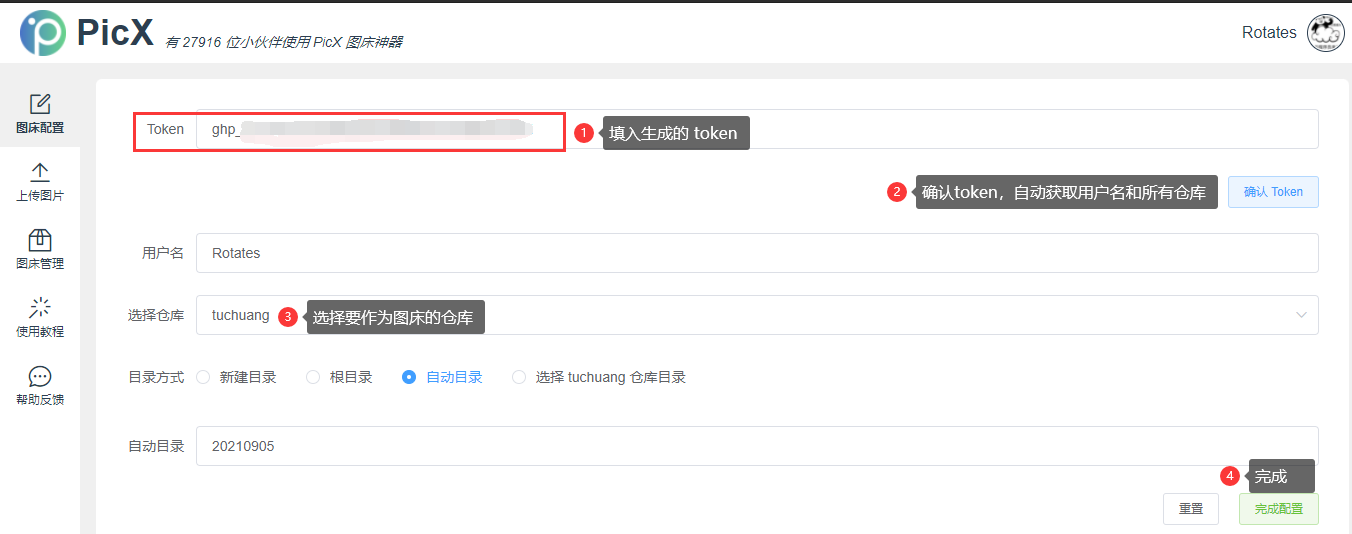 PicX 有 27916 位小伙伴使用 PicX 图床神器
Rotates
图床配置
上传图片
图床管理
使用教程
帮助反馈
Token ghp_ 1 填入生成的 token
2 确认token，自动获取用户名和所有仓库 确认 Token
用户名 Rotates
选择仓库 tuchuang 3 选择要作为图床的仓库
目录方式 新建目录 根目录 自动目录 选择 tuchuang 仓库目录
自动目录 20210905
4 完成
重置 完成配置